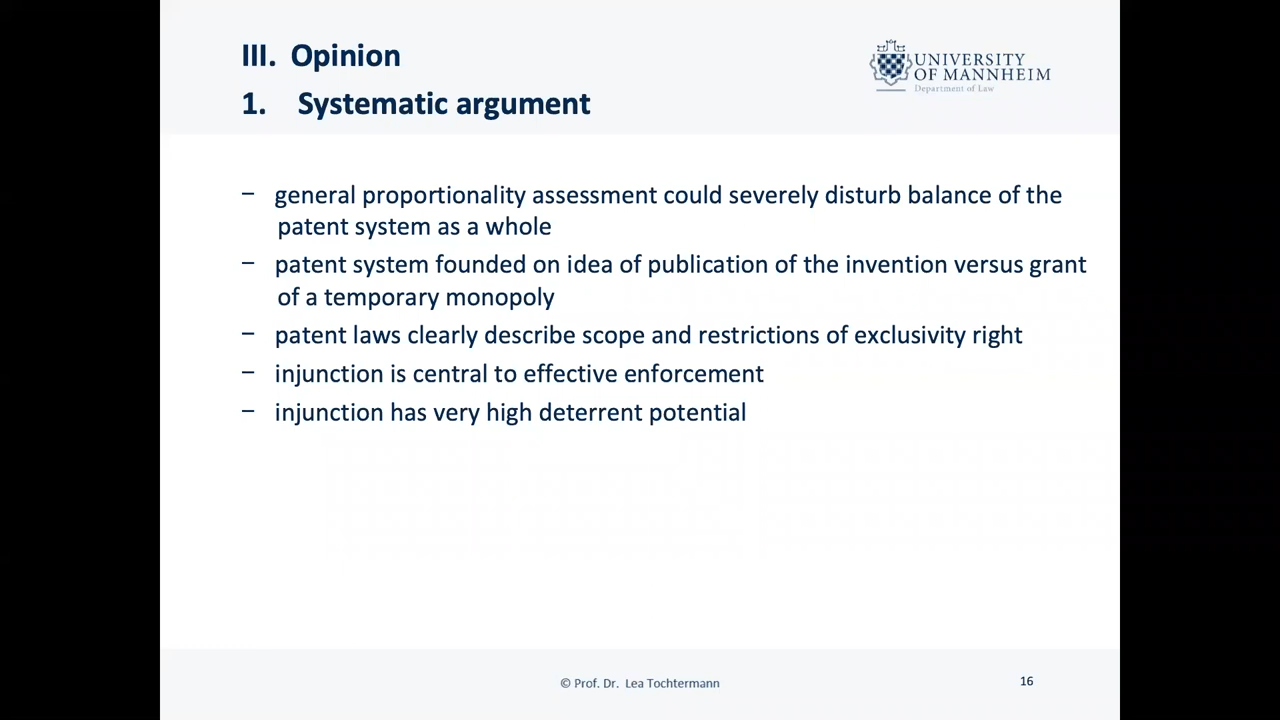 III. Opinion
1. Systematic argument
UNIVERSITY
OF MANNHEIM
Department of Law
– general proportionality assessment could severely disturb balance of the
patent system as a whole
– patent system founded on idea of publication of the invention versus grant
of a temporary monopoly
– patent laws clearly describe scope and restrictions of exclusivity right
– injunction is central to effective enforcement
– injunction has very high deterrent potential
© Prof. Dr. Lea Tochtermann
16